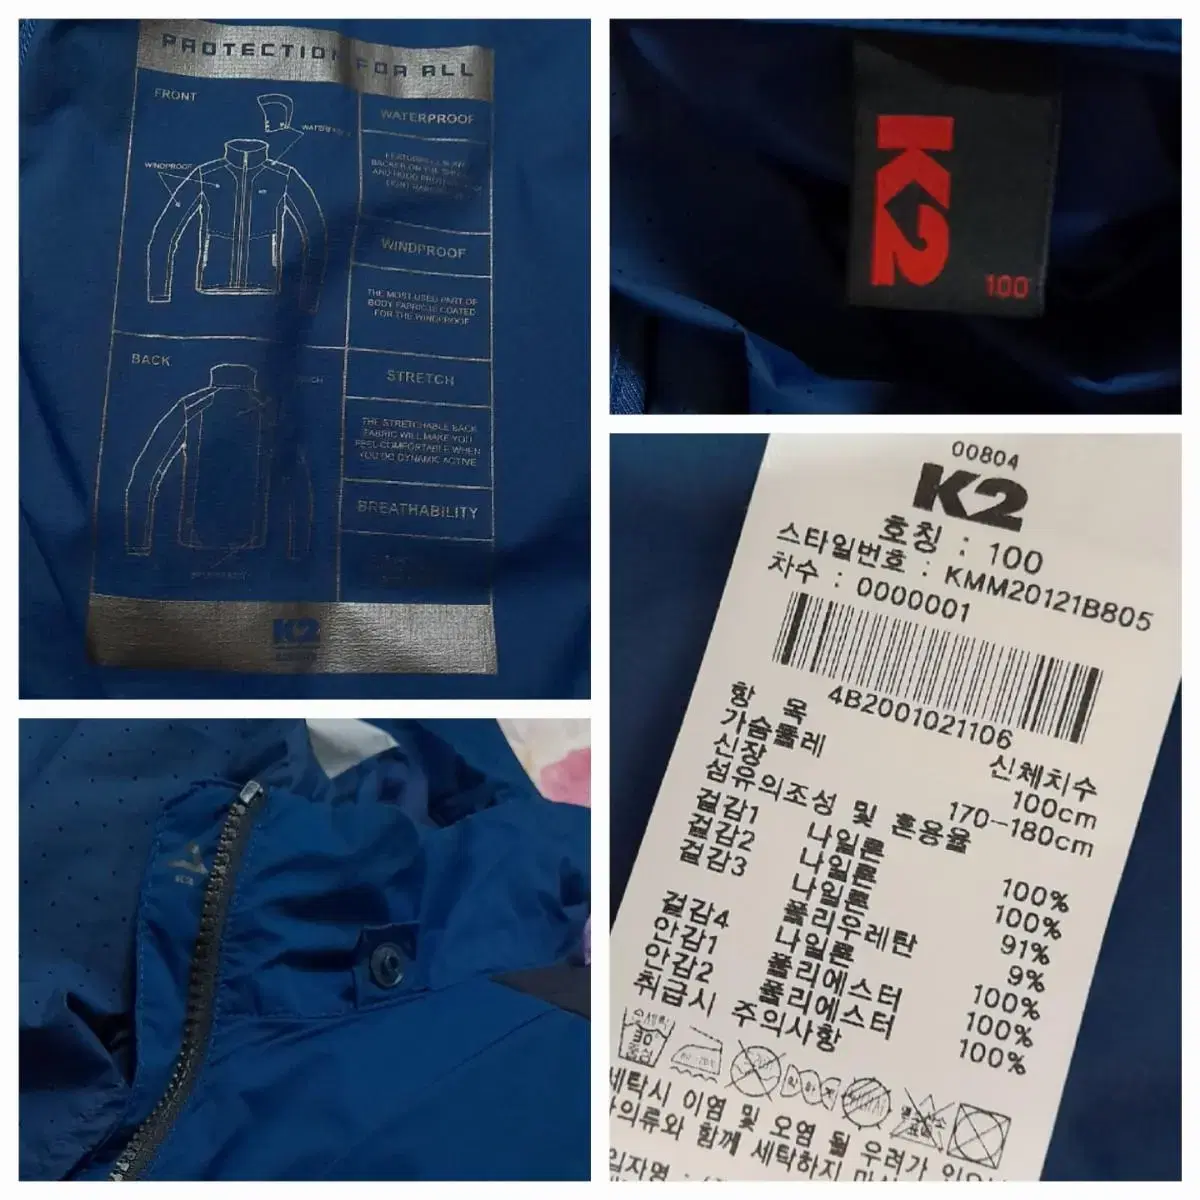 PROTECTION FOR ALL
FRONT
WATERPROOF
WINDPROOF
K2
WATERPROOF
WINDPROOF
THE MOST USED PART OF
BODY FABRIC IS COATED
FOR THE WINDPROOF
BACK
STRETCH
THE STRETCHABLE BACK
FABRIC WILL MAKE YOU
FEEL COMFORTABLE WHEN
YOU DO DYNAMIC ACTIVE
BREATHABILITY
K2
K2
100
00804
K2
호칭 : 100
스타일번호 : KMM20121B805
차수 : 0000001
4B2001021106
항 목 신체치수
가슴둘레 100cm
신장 170-180cm
섬유의조성 및 혼용율
겉감1 나일론 100%
겉감2 나일론 100%
겉감3 나일론 91%
폴리우레탄 9%
겉감4 나일론 100%
안감1 폴리에스터 100%
안감2 폴리에스터 100%
취급시 주의사항
세탁시 이염 및 오염 될 우려가
의류와 함께 세탁하지